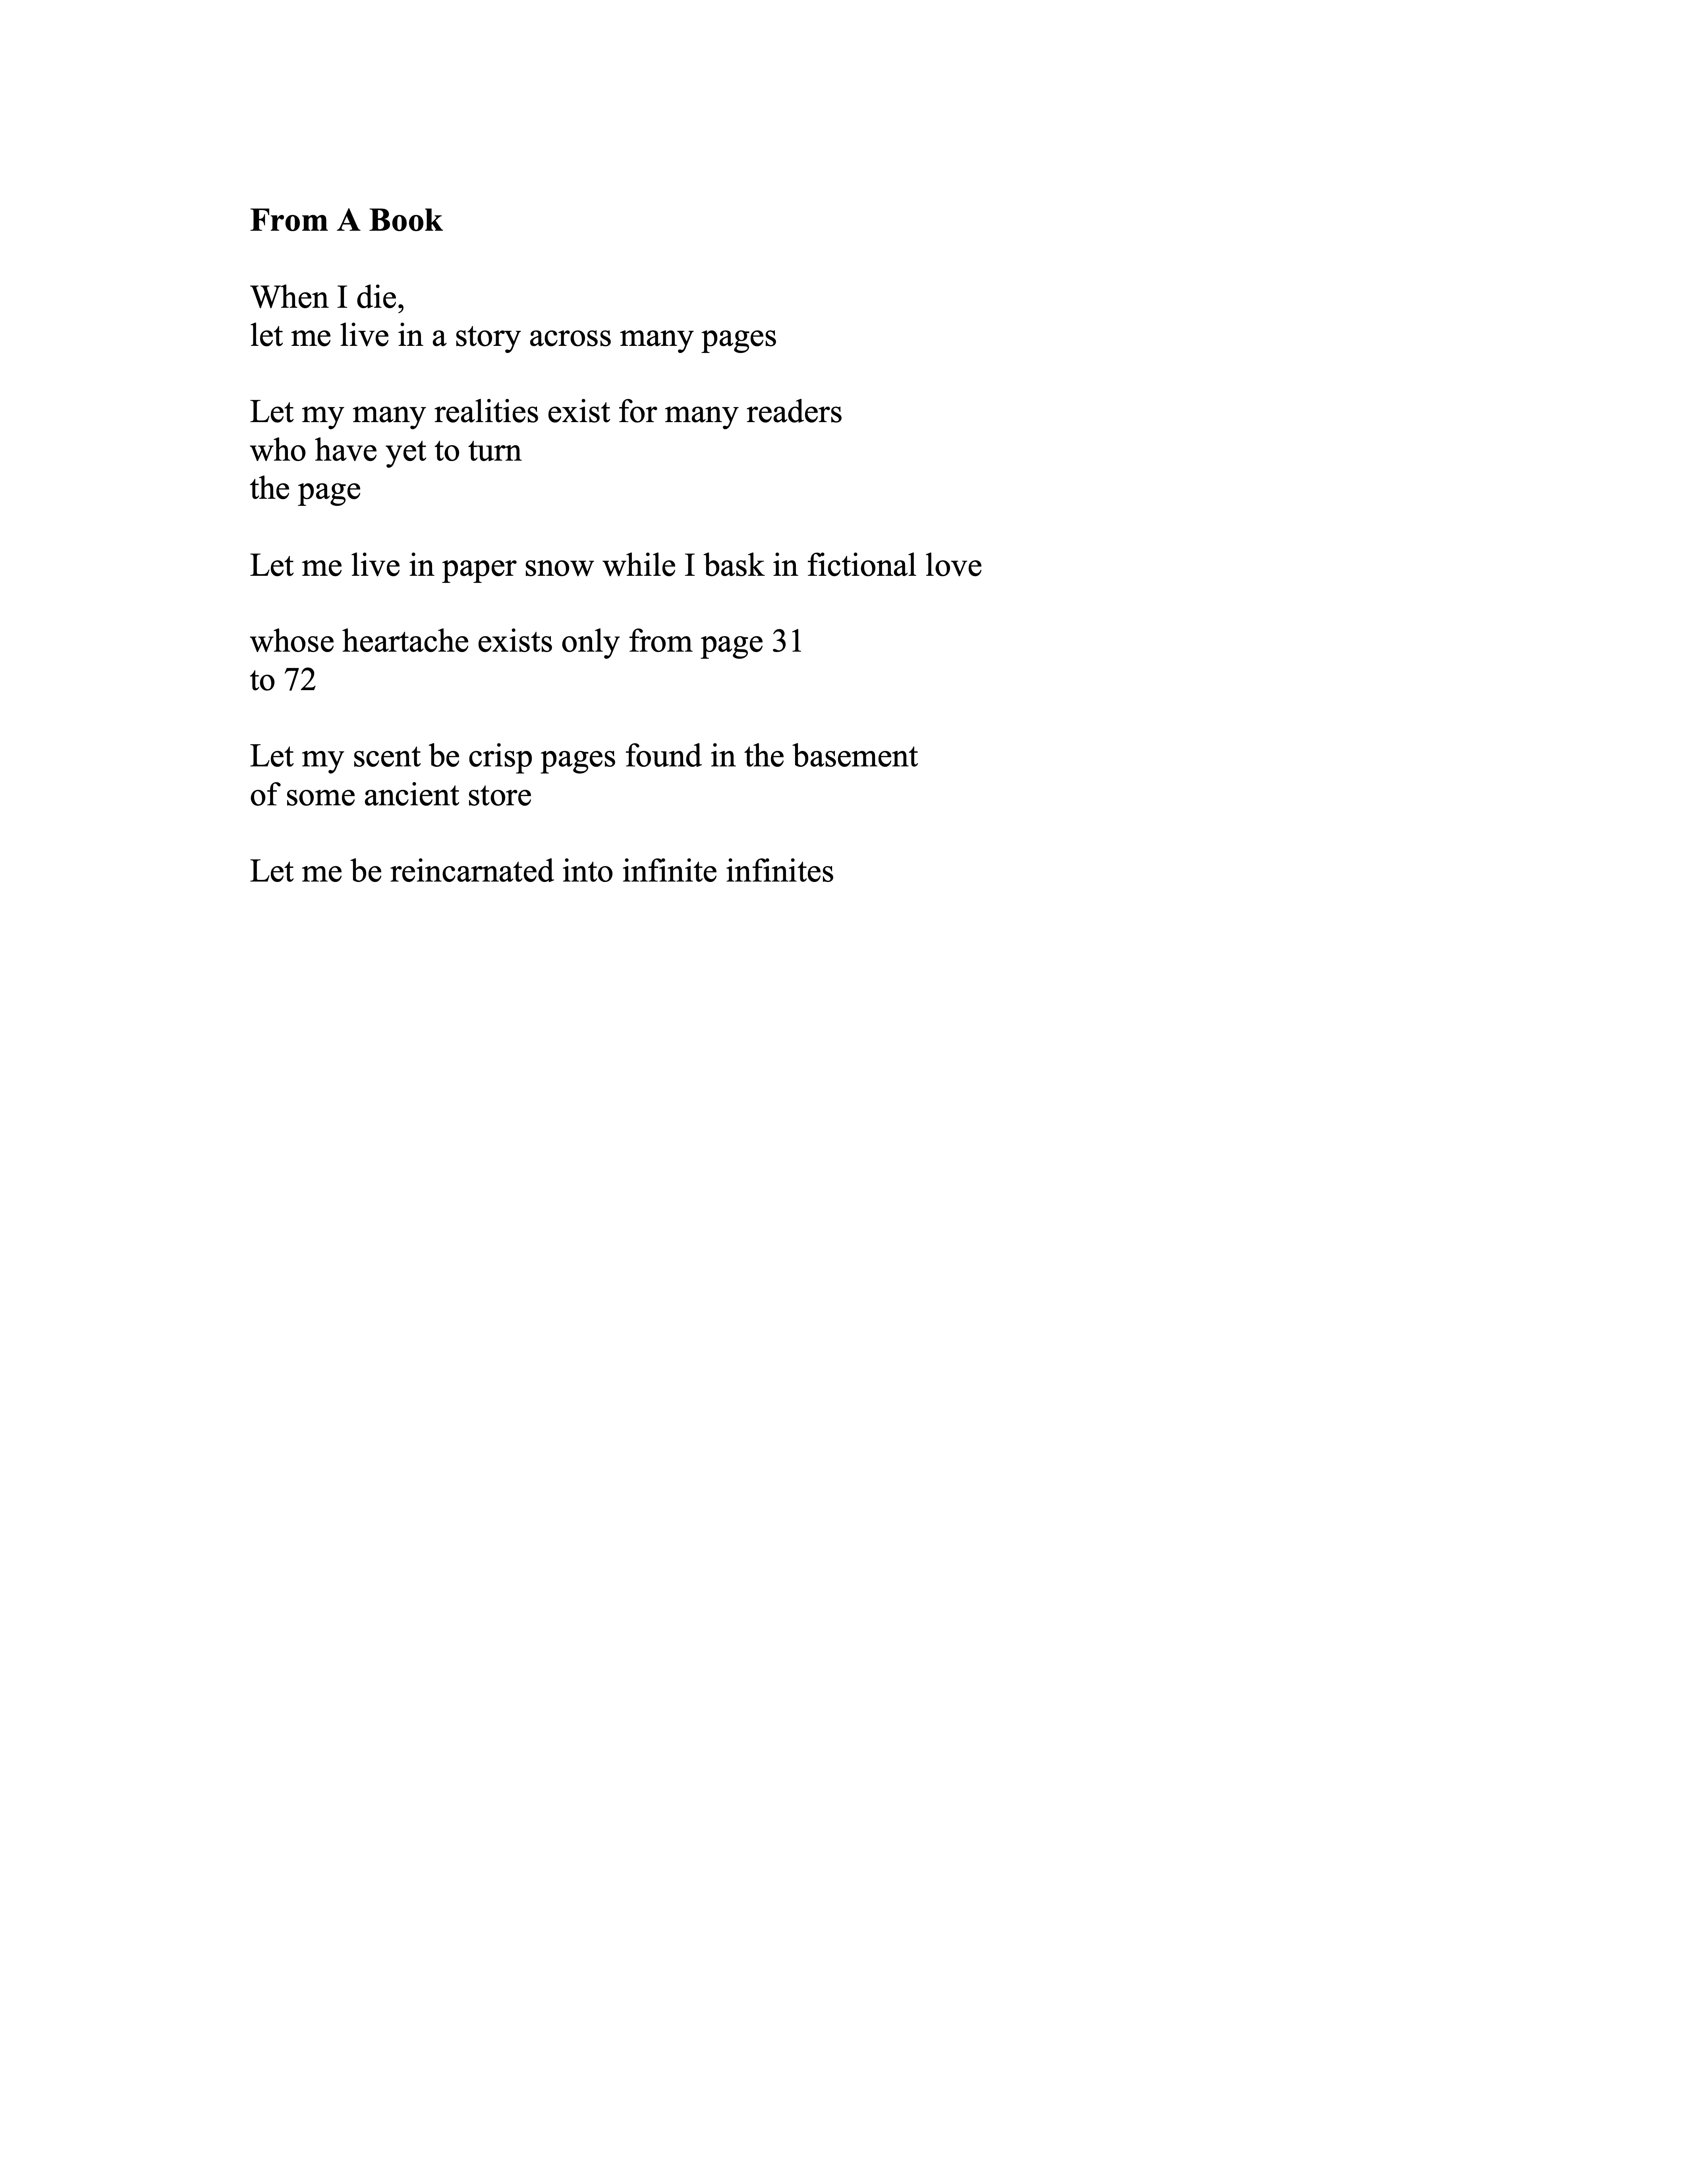 From A Book
When I die,
let me live in a story across many pages
Let my many realities exist for many readers
who have yet to turn
the page
Let me live in paper snow while I bask in fictional love
whose heartache exists only from page 31
to 72
Let my scent be crisp pages found in the basement
of some ancient store
Let me be reincarnated into infinite infinites